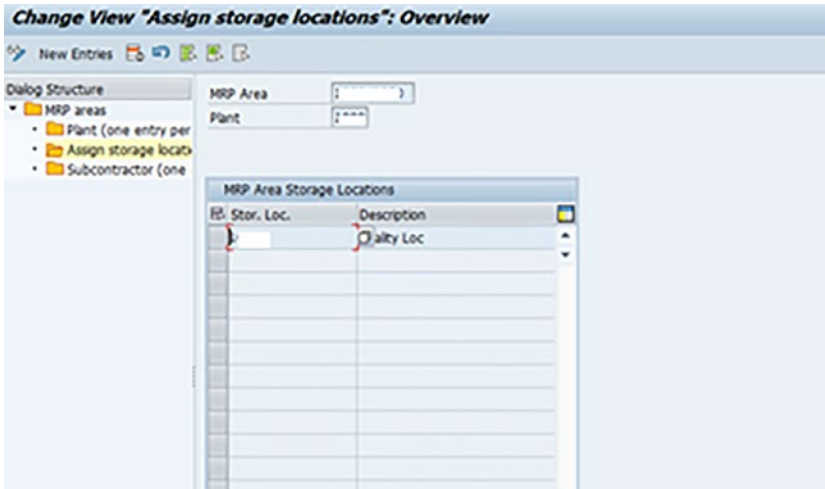 Change View "Assign storage locations": Overview
New Entries
Dialog Structure
MRP areas
Plant (one entry per
Assign storage locati
Subcontractor (one
MRP Area
Plant
MRP Area Storage Locations
Stor. Loc. Description
ality Loc